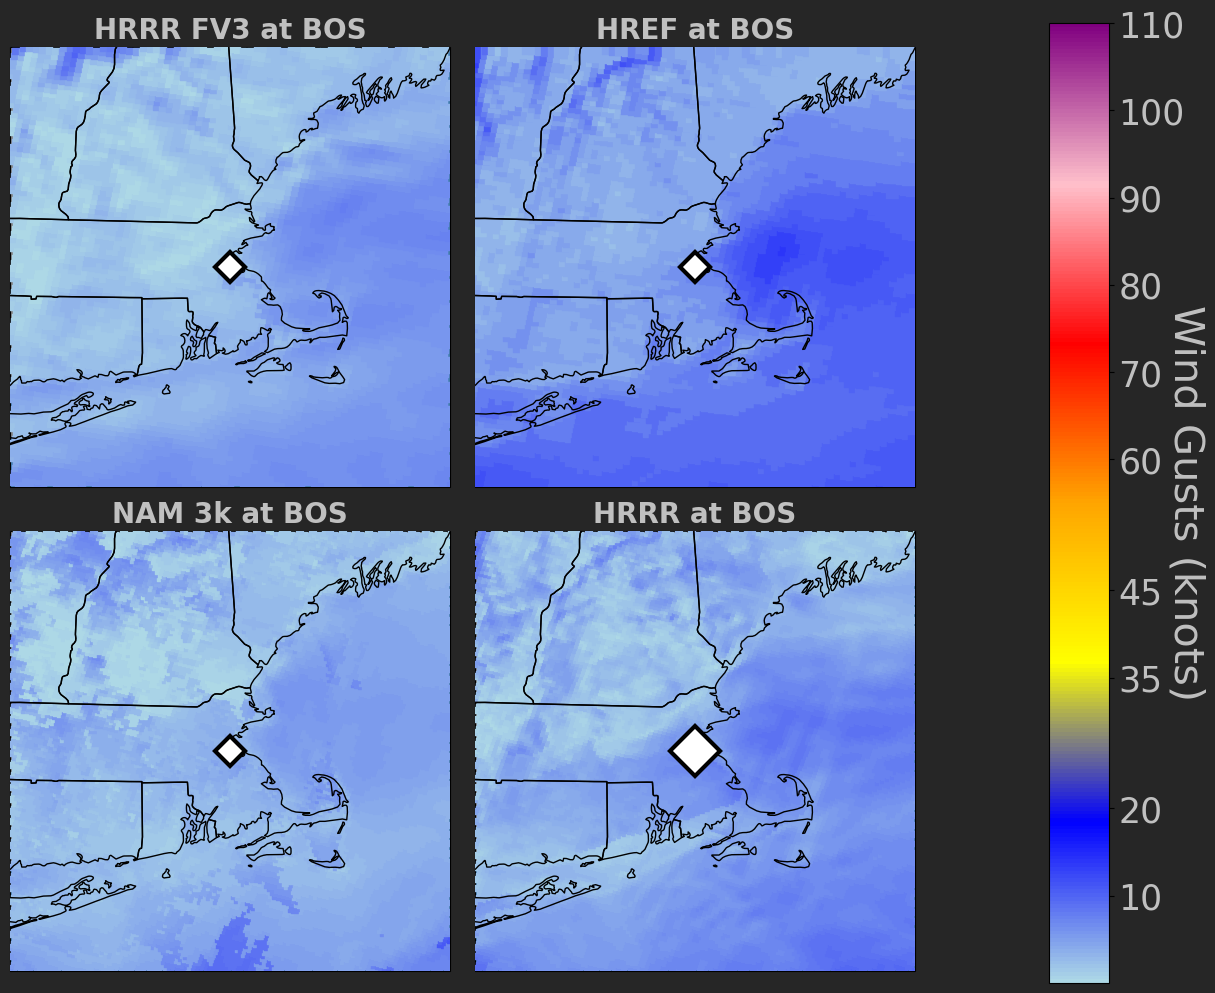 HRRR FV3 at BOS
HREF at BOS
NAM 3k at BOS
HRRR at BOS
110
100
90
80
70
60
45
35
20
10
Wind Gusts (knots)